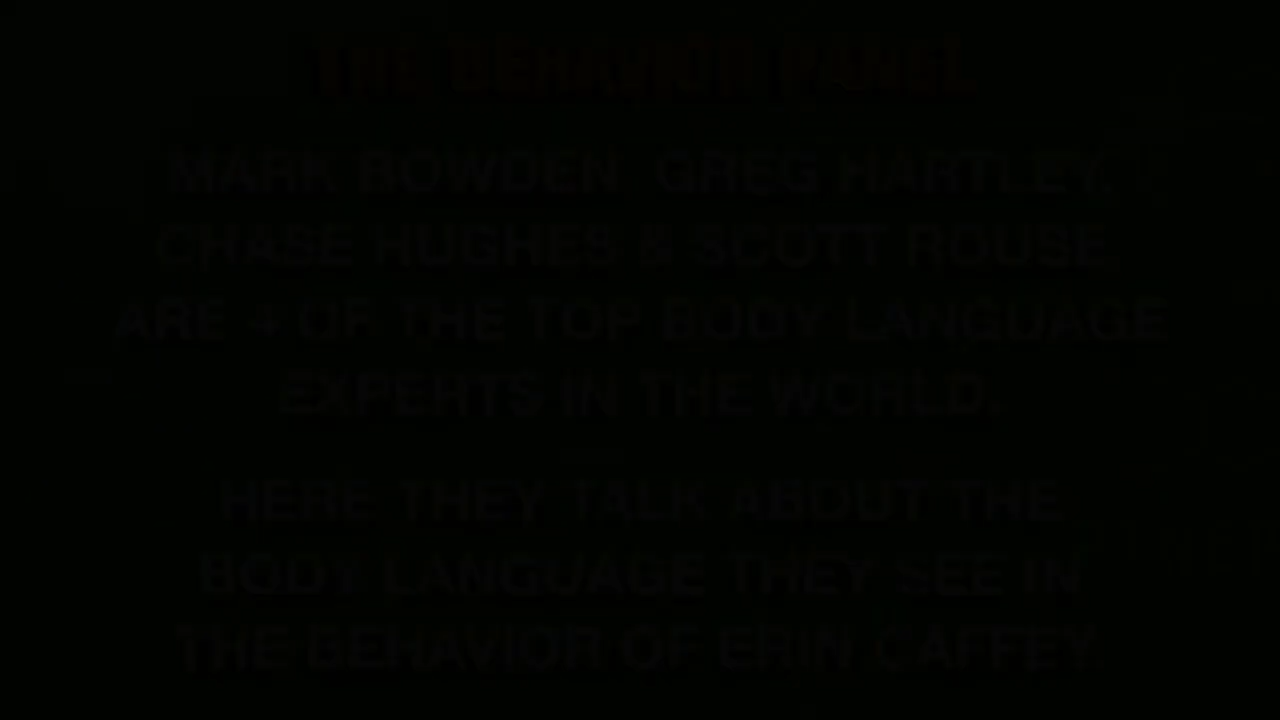 THE BEHAVIOR PANEL
MARK BOWDEN, GREG HARTLEY,
CHASE HUGHES & SCOTT ROUSE
ARE 4 OF THE TOP BODY LANGUAGE
EXPERTS IN THE WORLD.
HERE THEY TALK ABOUT THE
BODY LANGUAGE THEY SEE IN
THE BEHAVIOR OF ERIN CAFFEY.